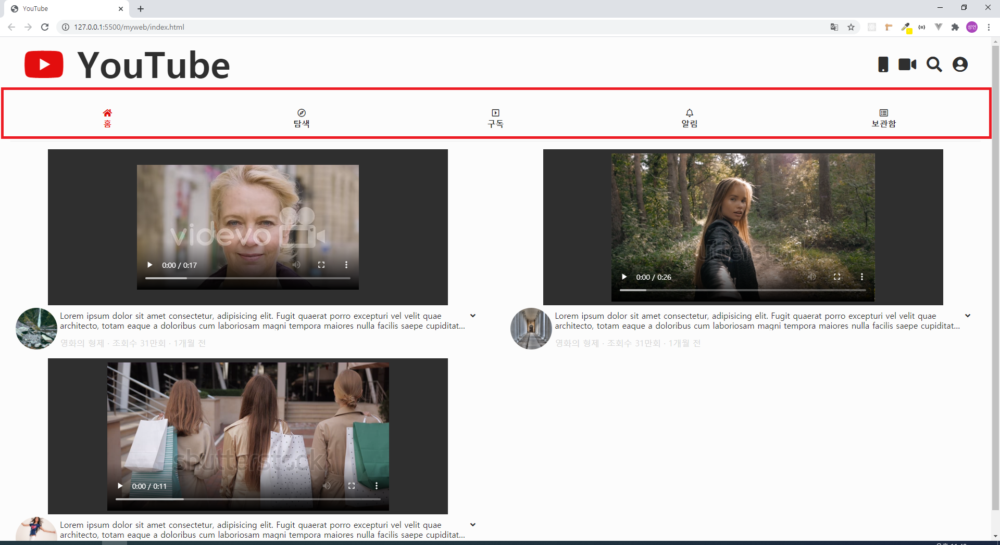 YouTube
127.0.0.1:5500/myweb/index.html
성언
YouTube
홈
탐색
구독
알림
보관함
videvo
0:00 / 0:17
shutterstock
0:00 / 0:26
Lorem ipsum dolor sit amet consectetur, adipisicing elit. Fugit quaerat porro excepturi vel velit quae
architecto, totam eaque a doloribus cum laboriosam magni tempora maiores nulla facilis saepe cupiditat...
영화의 형제 · 조회수 31만회 · 1개월 전
Lorem ipsum dolor sit amet consectetur, adipisicing elit. Fugit quaerat porro excepturi vel velit quae
architecto, totam eaque a doloribus cum laboriosam magni tempora maiores nulla facilis saepe cupiditat...
영화의 형제 · 조회수 31만회 · 1개월 전
shutterstock
0:00 / 0:11
Lorem ipsum dolor sit amet consectetur, adipisicing elit. Fugit quaerat porro excepturi vel velit quae
architecto, totam eaque a doloribus cum laboriosam magni tempora maiores nulla facilis saepe cupiditat...